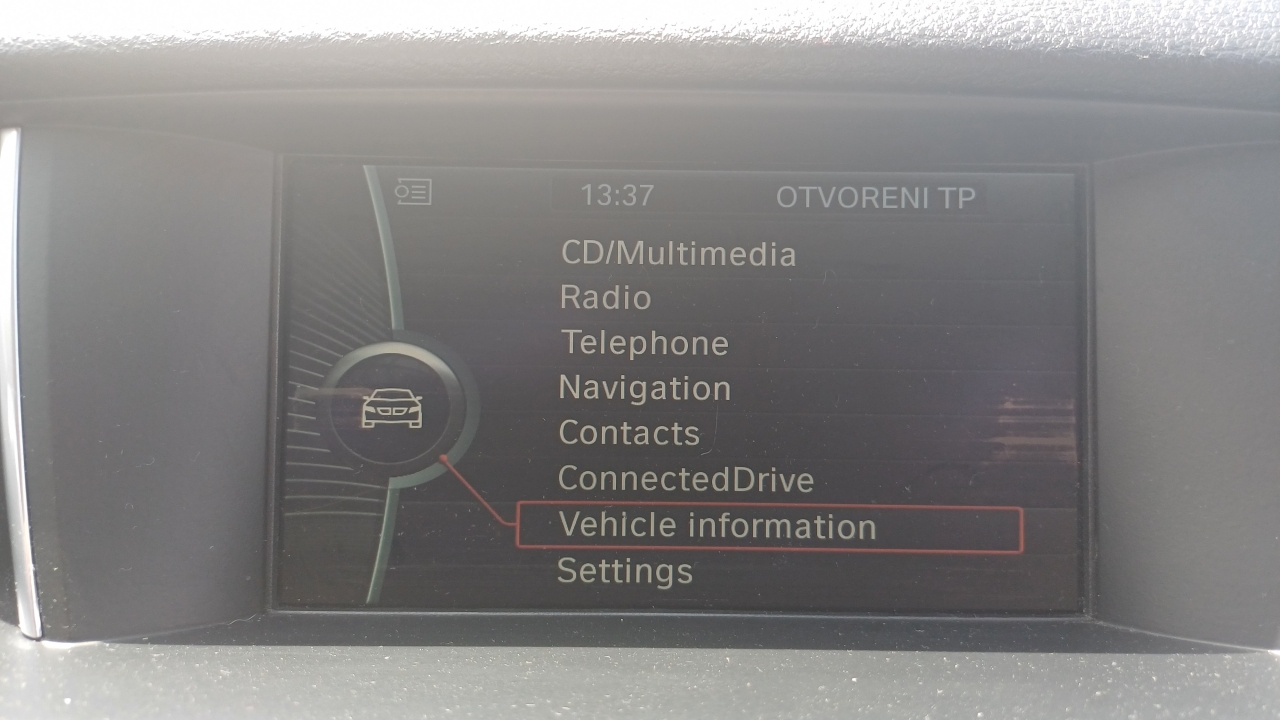 13:37 OTVORENI TP
CD/Multimedia
Radio
Telephone
Navigation
Contacts
ConnectedDrive
Vehicle information
Settings